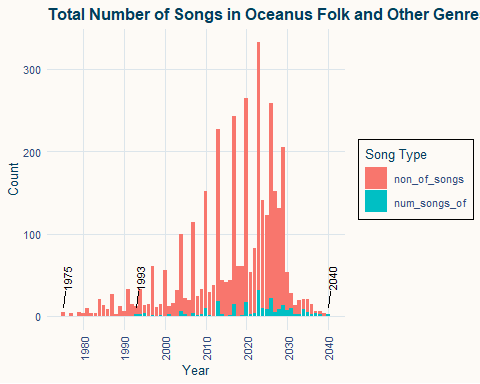 Total Number of Songs in Oceanus Folk and Other Genre
300
200
100
0
Count
1975
1993
2040
1980
1990
2000
2010
2020
2030
2040
Year
Song Type
non_of_songs
num_songs_of